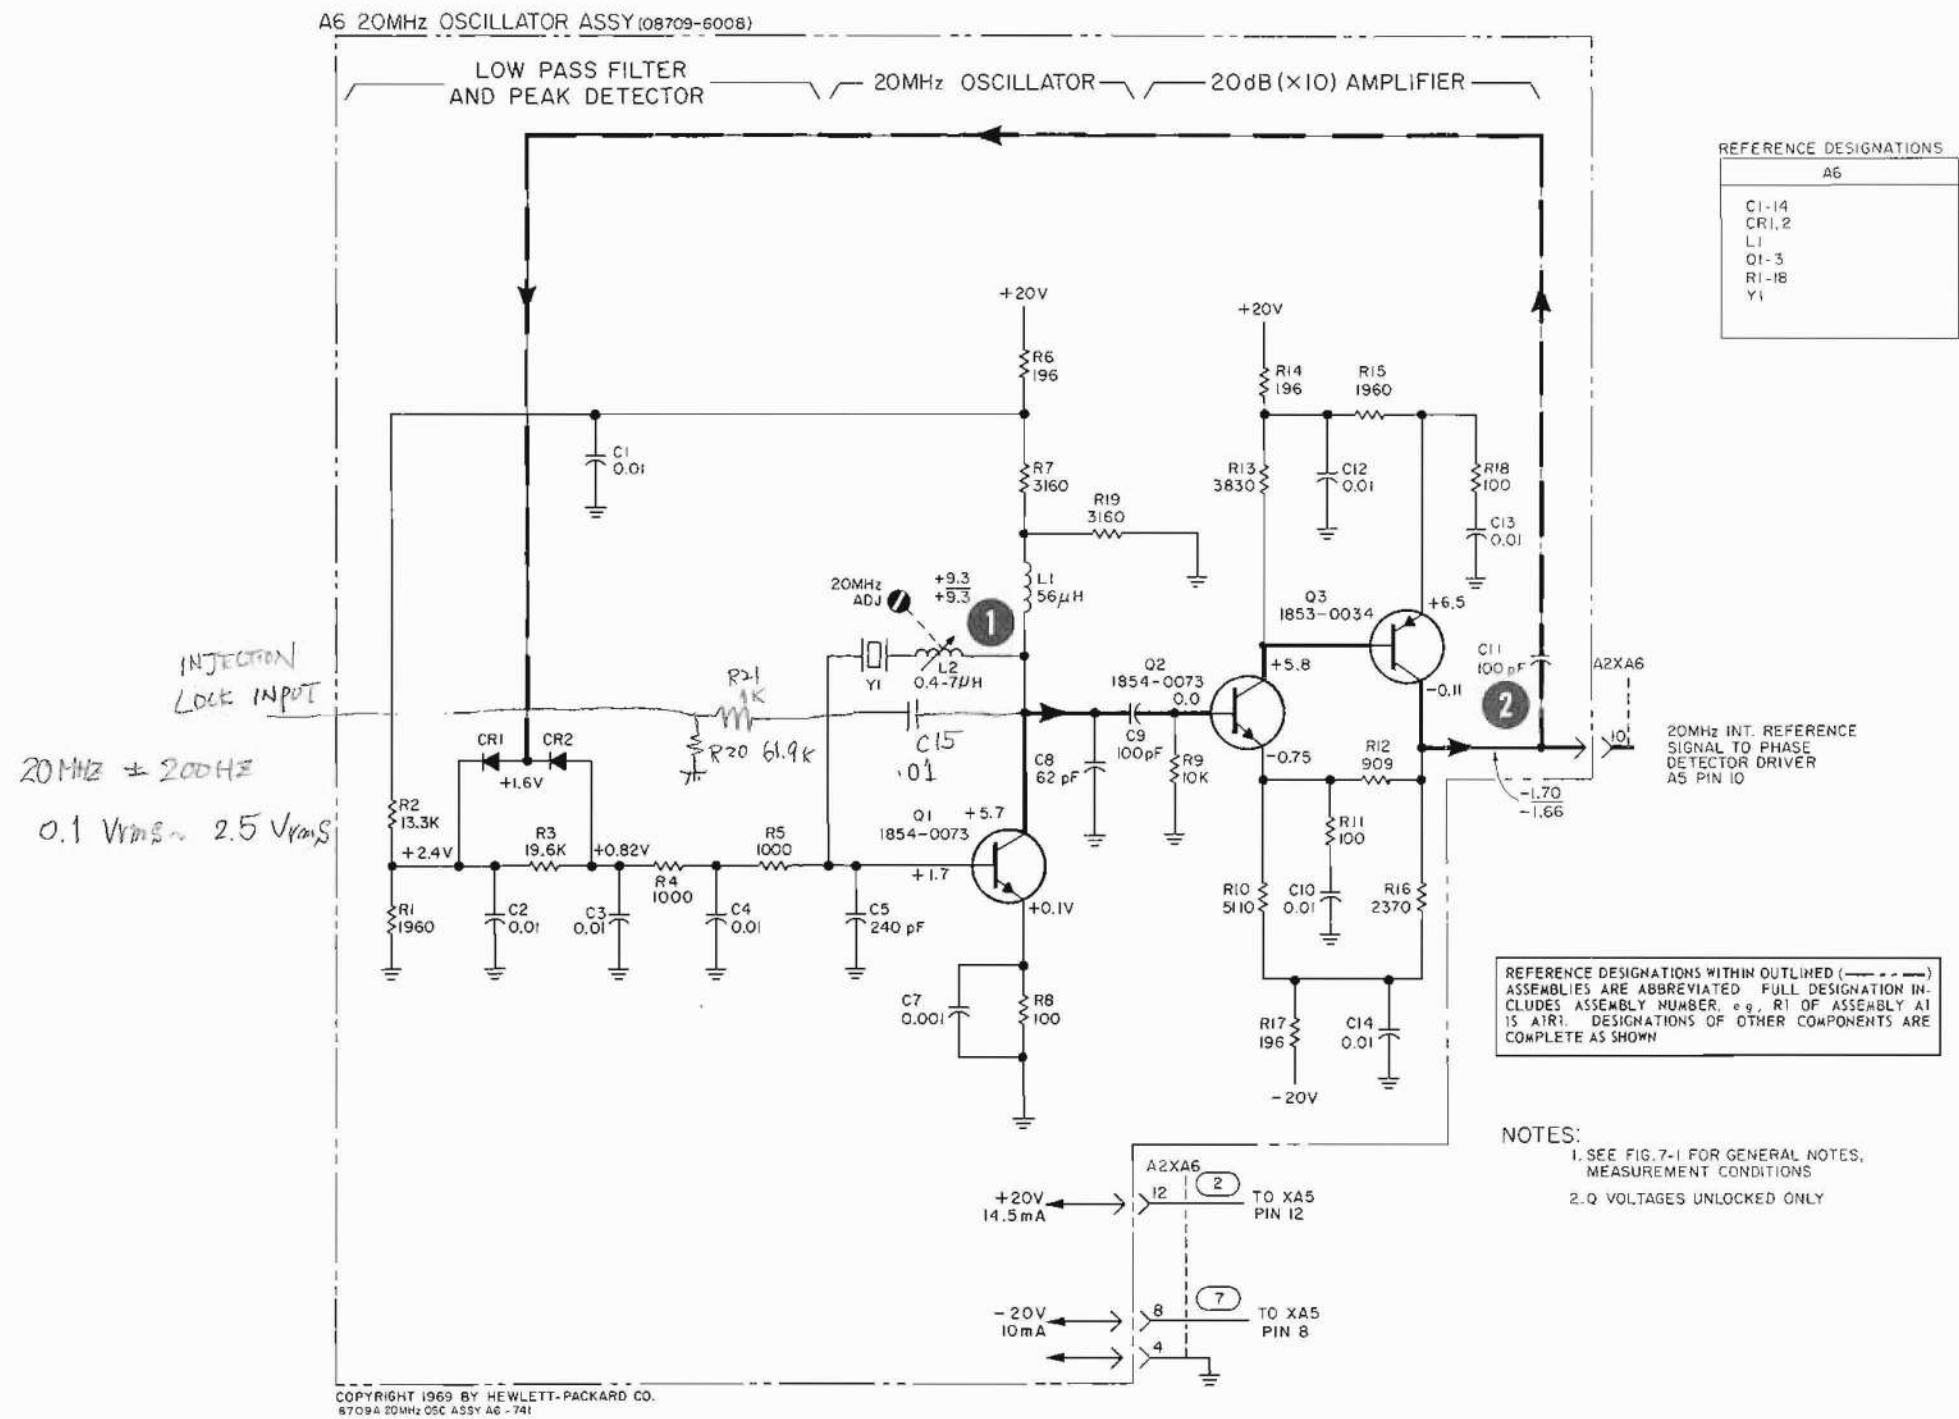 A6 20MHz OSCILLATOR ASSY (08709-6008)
LOW PASS FILTER
AND PEAK DETECTOR
20MHz OSCILLATOR
20dB (×10) AMPLIFIER
REFERENCE DESIGNATIONS
A6
C1-14
CR1,2
L1
Q1-3
R1-18
Y1
+20V
R6
196
C1
0.01
R7
3160
R19
3160
L1
56μH
20MHz
ADJ
+9.3
+9.3
1
Y1
L2
0.4-7μH
+20V
R14
196
R15
1960
R13
3830
C12
0.01
R18
100
C13
0.01
Q3
1853-0034
+6.5
+5.8
-0.11
C11
100 pF
2
A2XA6
10
20MHz INT. REFERENCE
SIGNAL TO PHASE
DETECTOR DRIVER
A5 PIN 10
-1.70
-1.66
INJECTION
LOCK INPUT
20MHZ ± 200HZ
0.1 Vrms ~ 2.5 Vrms
R21
1K
R20 61.9K
C15
.01
CR1
CR2
+1.6V
R2
13.3K
+2.4V
R3
19.6K
+0.82V
R4
1000
R5
1000
R1
1960
C2
0.01
C3
0.01
C4
0.01
C5
240 pF
Q1
1854-0073
+5.7
+1.7
+0.1V
C7
0.001
R8
100
C8
62 pF
C9
100pF
R9
10K
Q2
1854-0073
0.0
-0.75
R12
909
R11
100
R10
5110
C10
0.01
R16
2370
R17
196
C14
0.01
-20V
REFERENCE DESIGNATIONS WITHIN OUTLINED (— - - —)
ASSEMBLIES ARE ABBREVIATED FULL DESIGNATION IN-
CLUDES ASSEMBLY NUMBER, e g, R1 OF ASSEMBLY A1
IS A1R1. DESIGNATIONS OF OTHER COMPONENTS ARE
COMPLETE AS SHOWN
NOTES:
1. SEE FIG.7-1 FOR GENERAL NOTES,
MEASUREMENT CONDITIONS
2. Q VOLTAGES UNLOCKED ONLY
A2XA6
+20V
14.5mA
12
2
TO XA5
PIN 12
-20V
10mA
8
7
TO XA5
PIN 8
4
COPYRIGHT 1969 BY HEWLETT-PACKARD CO.
8709A 20MHz OSC ASSY A6 - 741